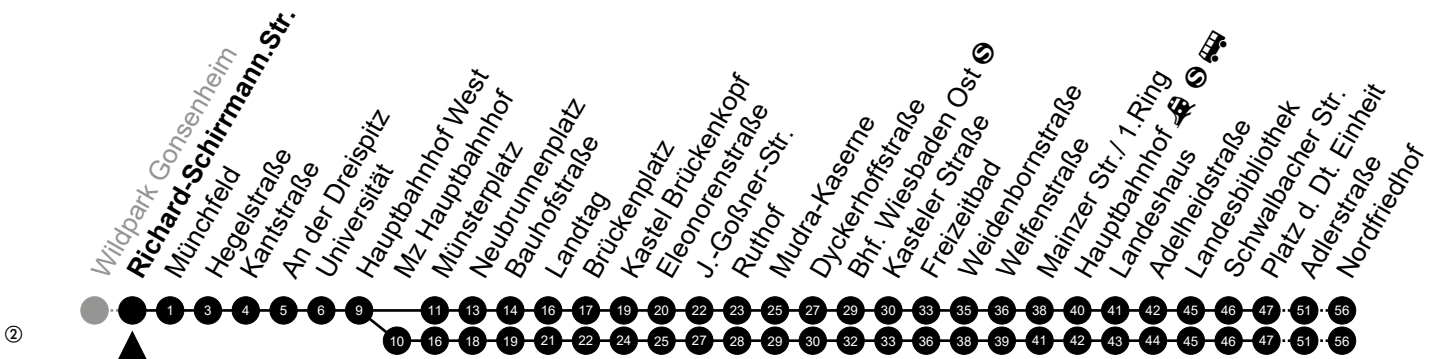 Wildpark Gonsenheim
Richard-Schirrmann.Str.
Münchfeld
Hegelstraße
Kantstraße
An der Dreispitz
Universität
Hauptbahnhof West
Mz Hauptbahnhof
Münsterplatz
Neubrunnenplatz
Bauhofstraße
Landtag
Brückenplatz
Kastel Brückenkopf
Eleonorenstraße
J.-Goßner-Str.
Ruthof
Mudra-Kaserne
Dyckerhoffstraße
Bhf. Wiesbaden Ost S
Kasteler Straße
Freizeitbad
Weidenbornstraße
Welfenstraße
Mainzer Str./ 1.Ring
Hauptbahnhof S
Landeshaus
Adelheidstraße
Landesbibliothek
Schwalbacher Str.
Platz d. Dt. Einheit
Adlerstraße
Nordfriedhof
1 3 4 5 6 9 11 13 14 16 17 19 20 22 23 25 27 29 30 33 35 36 38 40 41 42 45 46 47 51 56
② 10 16 18 19 21 22 24 25 27 28 29 30 32 33 36 38 39 41 42 43 44 45 46 47 51 56